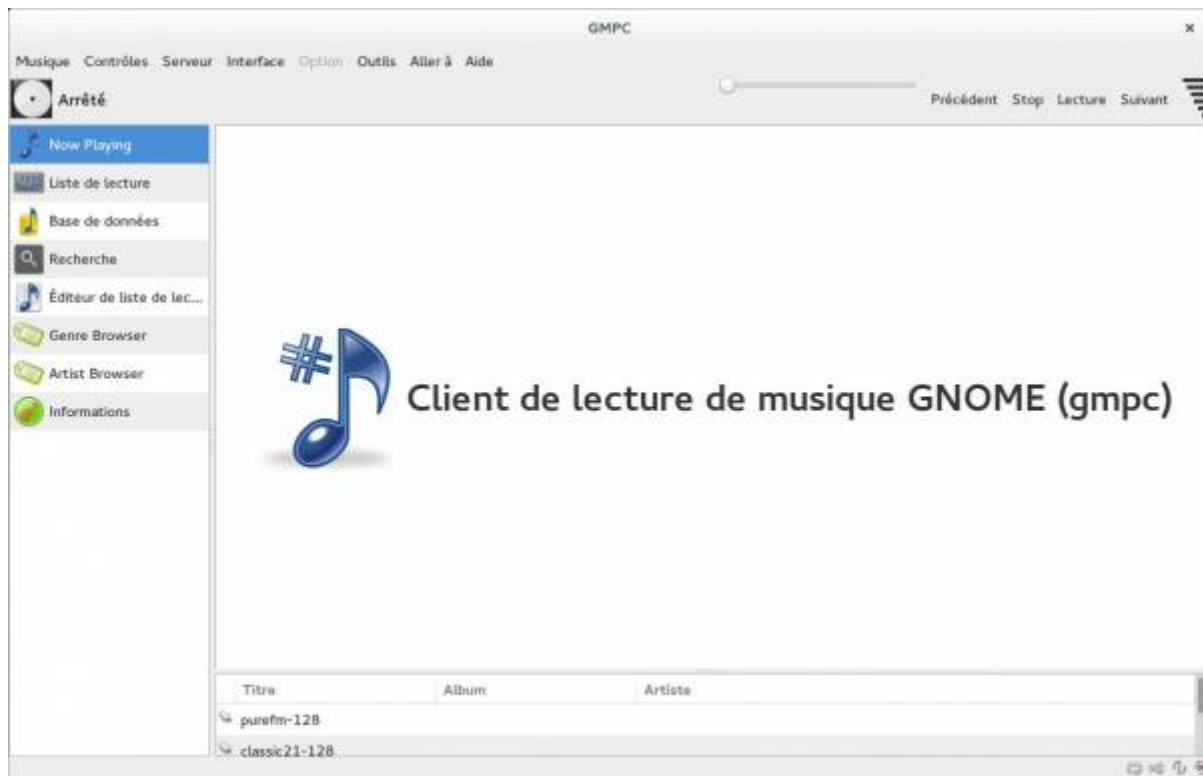 GMPC
Musique Contrôles Serveur Interface Option Outils Aller à Aide
Arrêté
Précédent Stop Lecture Suivant
Now Playing
Liste de lecture
Base de données
Recherche
Éditeur de liste de lec...
Genre Browser
Artist Browser
Informations
Client de lecture de musique GNOME (gmpc)
Titre Album Artiste
purefm-128
classic21-128